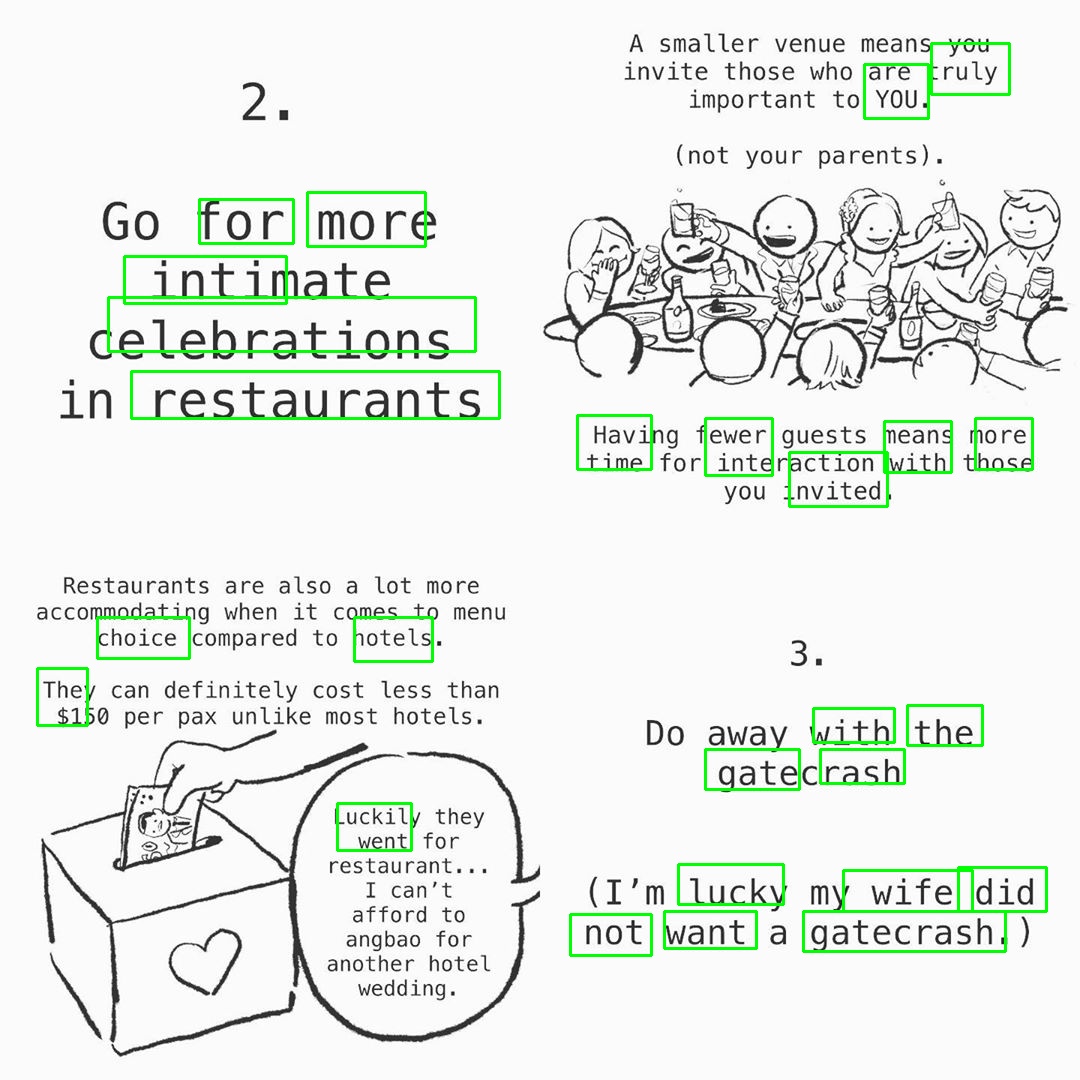 2.
Go for more
intimate
celebrations
in restaurants
A smaller venue means you
invite those who are truly
important to YOU.
(not your parents).
Having fewer guests means more
time for interaction with those
you invited.
Restaurants are also a lot more
accommodating when it comes to menu
choice compared to hotels.
They can definitely cost less than
$150 per pax unlike most hotels.
Luckily they
went for
restaurant...
I can't
afford to
angbao for
another hotel
wedding.
3.
Do away with the
gatecrash
(I'm lucky my wife did
not want a gatecrash.)